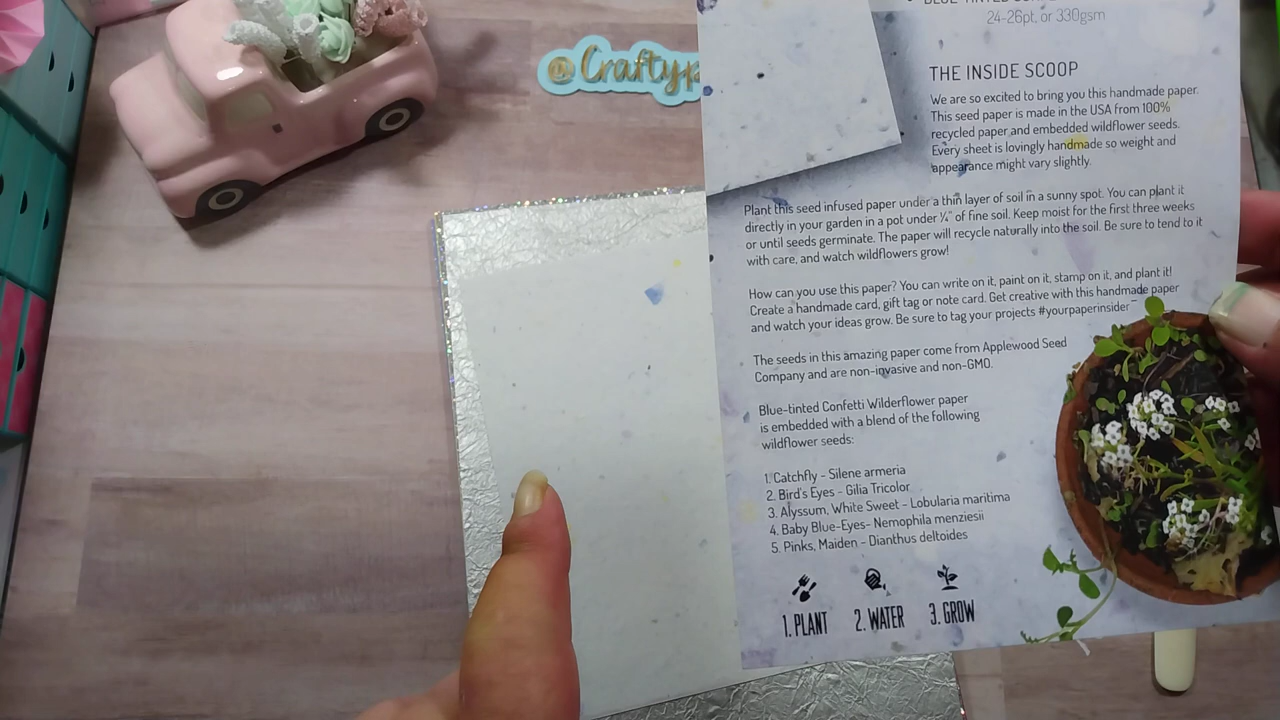 24-26pt, or 330gsm
@Craftyp
THE INSIDE SCOOP
We are so excited to bring you this handmade paper.
This seed paper is made in the USA from 100%
recycled paper and embedded wildflower seeds.
Every sheet is lovingly handmade so weight and
appearance might vary slightly.
Plant this seed infused paper under a thin layer of soil in a sunny spot. You can plant it
directly in your garden in a pot under ¼" of fine soil. Keep moist for the first three weeks
or until seeds germinate. The paper will recycle naturally into the soil. Be sure to tend to it
with care, and watch wildflowers grow!
How can you use this paper? You can write on it, paint on it, stamp on it, and plant it!
Create a handmade card, gift tag or note card. Get creative with this handmade paper
and watch your ideas grow. Be sure to tag your projects #yourpaperinsider
The seeds in this amazing paper come from Applewood Seed
Company and are non-invasive and non-GMO.
Blue-tinted Confetti Wilderflower paper
is embedded with a blend of the following
wildflower seeds:
1. Catchfly - Silene armeria
2. Bird's Eyes - Gilia Tricolor
3. Alyssum, White Sweet - Lobularia maritima
4. Baby Blue-Eyes- Nemophila menziesii
5. Pinks, Maiden - Dianthus deltoides
1. PLANT 2. WATER 3. GROW